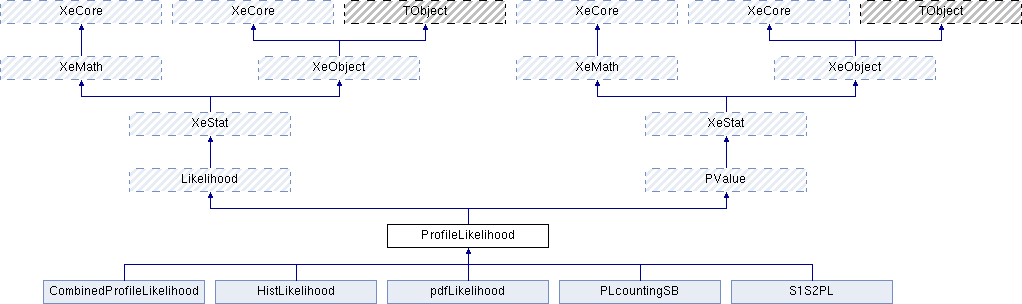 XeCore XeCore TObject XeCore XeCore TObject
XeMath XeObject XeMath XeObject
XeStat XeStat
Likelihood PValue
ProfileLikelihood
CombinedProfileLikelihood HistLikelihood pdfLikelihood PLcountingSB S1S2PL